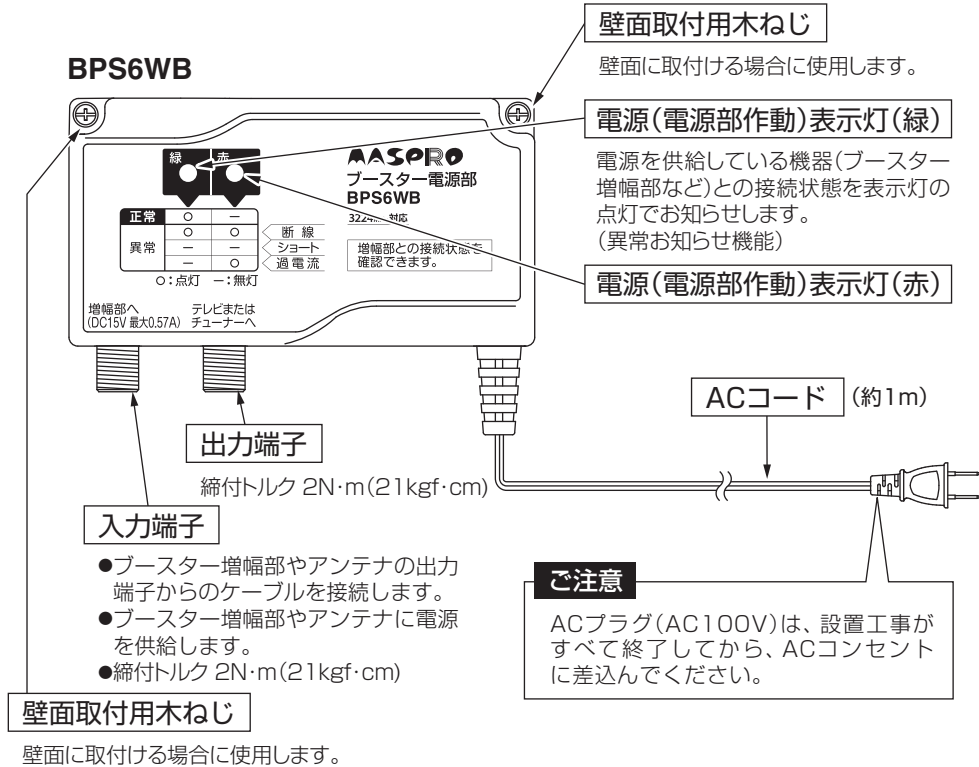 BPS6WB
壁面取付用木ねじ
壁面に取付ける場合に使用します。
電源(電源部作動)表示灯(緑)
電源を供給している機器(ブースター
増幅部など)との接続状態を表示灯の
点灯でお知らせします。
(異常お知らせ機能)
電源(電源部作動)表示灯(赤)
緑 赤
MASPRO
ブースター電源部
BPS6WB
対応
増幅部との接続状態を
確認できます。
正常 ○ −
異常 ○ ○ 断線
− − ショート
− ○ 過電流
○:点灯 −:無灯
増幅部へ
(DC15V 最大0.57A)
テレビまたは
チューナーへ
ACコード (約1m)
出力端子
締付トルク 2N·m(21kgf·cm)
入力端子
●ブースター増幅部やアンテナの出力
端子からのケーブルを接続します。
●ブースター増幅部やアンテナに電源
を供給します。
●締付トルク 2N·m(21kgf·cm)
ご注意
ACプラグ(AC100V)は、設置工事が
すべて終了してから、ACコンセント
に差込んでください。
壁面取付用木ねじ
壁面に取付ける場合に使用します。